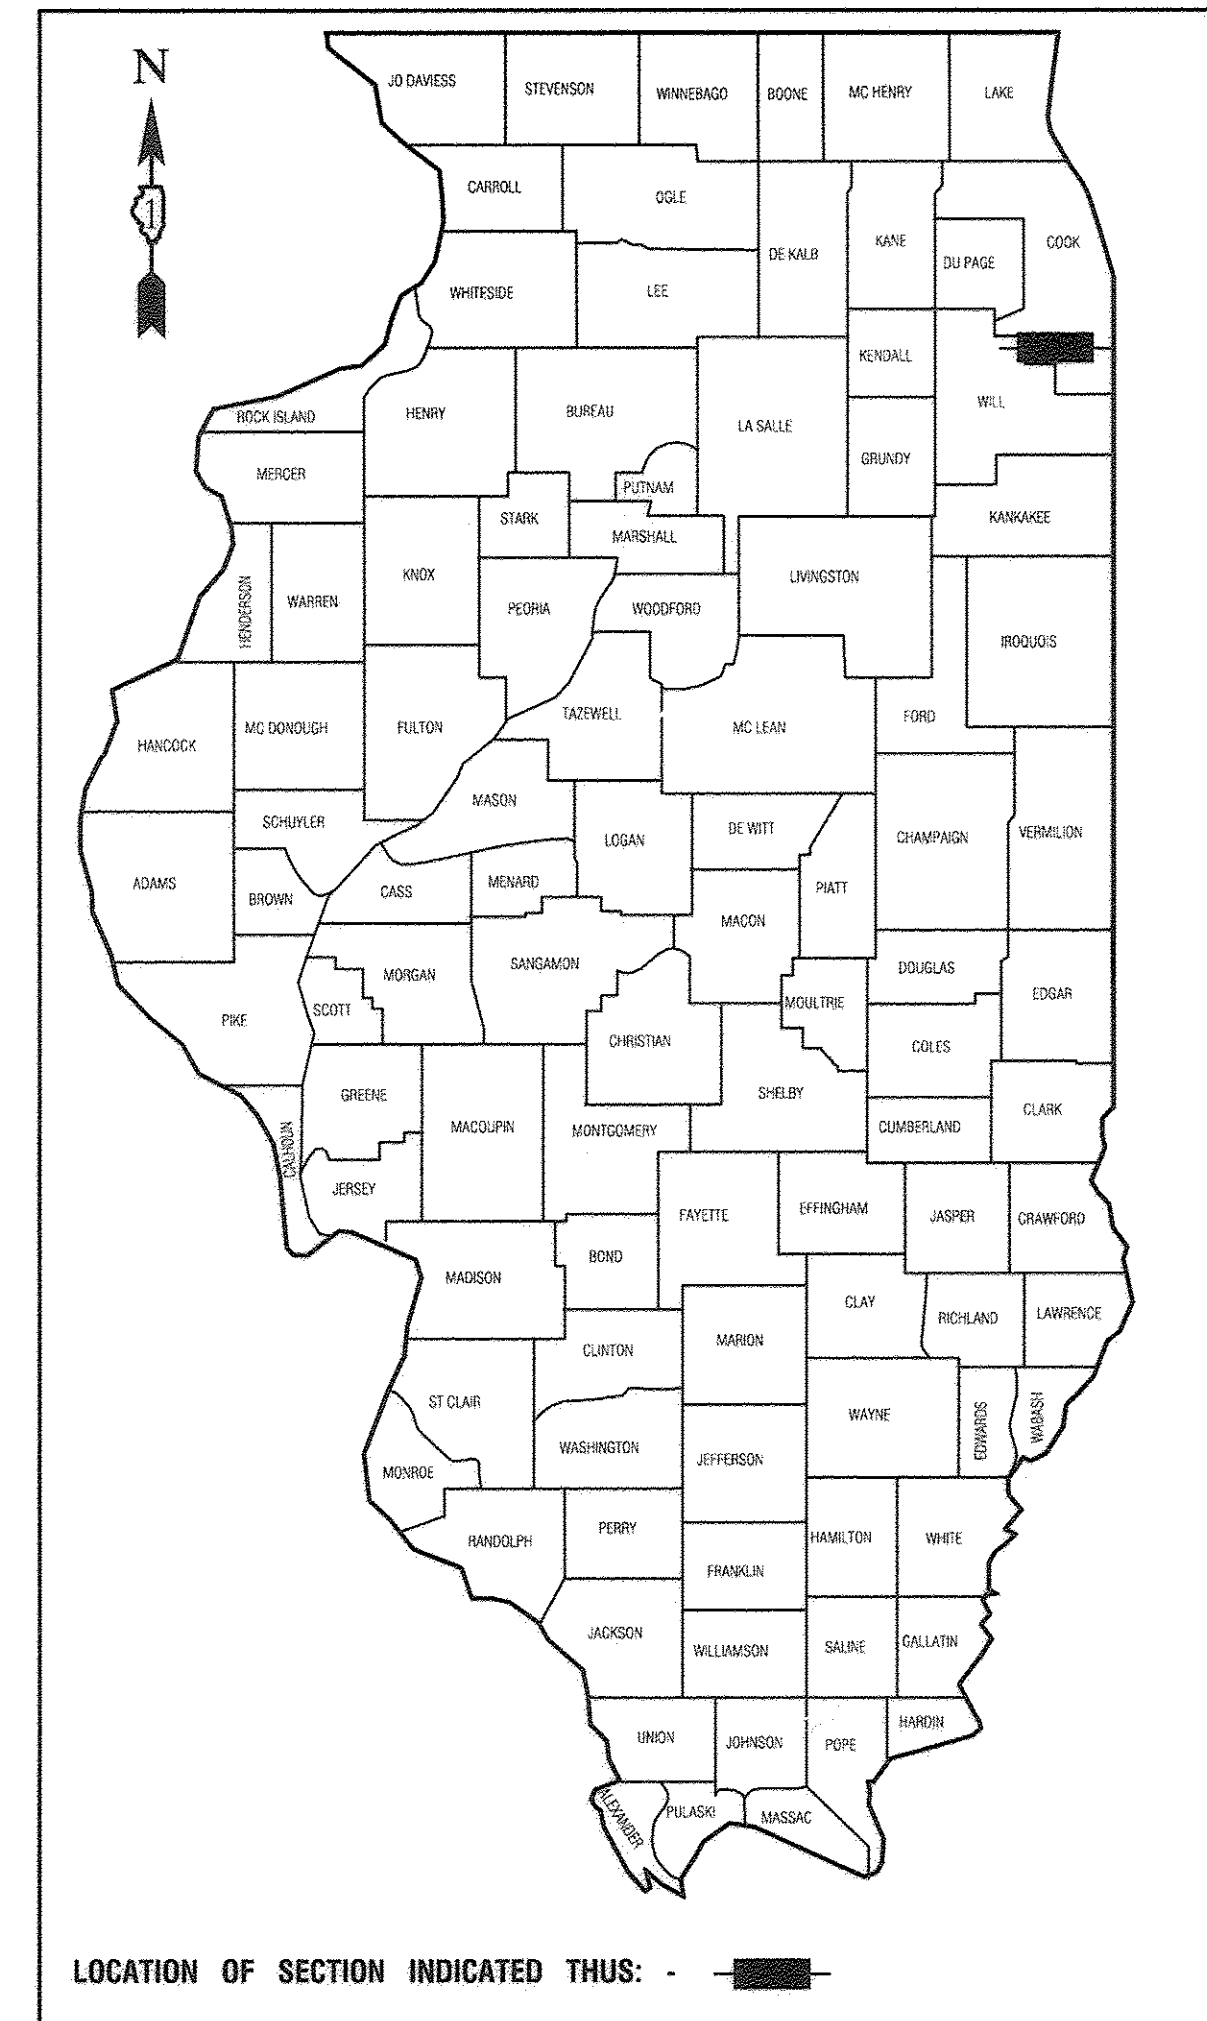 N
JO DAVIESS
STEVENSON
WINNEBAGO
BOONE
MC HENRY
LAKE
CARROLL
OGLE
1
DE KALB
KANE
DU PAGE
COOK
WHITESIDE
LEE
KENDALL
ROCK ISLAND
HENRY
BUREAU
LA SALLE
WILL
MERCER
GRUNDY
PUTNAM
STARK
MARSHALL
KANKAKEE
KNOX
LIVINGSTON
HENDERSON
WARREN
PEORIA
WOODFORD
IROQUOIS
HANCOCK
MC DONOUGH
FULTON
TAZEWELL
MC LEAN
FORD
MASON
SCHUYLER
LOGAN
DE WITT
CHAMPAIGN
VERMILION
ADAMS
BROWN
CASS
MENARD
PIATT
MACON
MORGAN
SANGAMON
DOUGLAS
EDGAR
PIKE
SCOTT
MOULTRIE
CHRISTIAN
COLES
GREENE
SHELBY
CALHOUN
MACOUPIN
MONTGOMERY
CUMBERLAND
CLARK
JERSEY
FAYETTE
EFFINGHAM
JASPER
CRAWFORD
MADISON
BOND
CLAY
RICHLAND
LAWRENCE
CLINTON
MARION
ST CLAIR
WAYNE
EDWARDS
WABASH
WASHINGTON
MONROE
JEFFERSON
RANDOLPH
PERRY
HAMILTON
WHITE
FRANKLIN
JACKSON
WILLIAMSON
SALINE
GALLATIN
UNION
JOHNSON
POPE
HARDIN
ALEXANDER
PULASKI
MASSAC
LOCATION OF SECTION INDICATED THUS: -